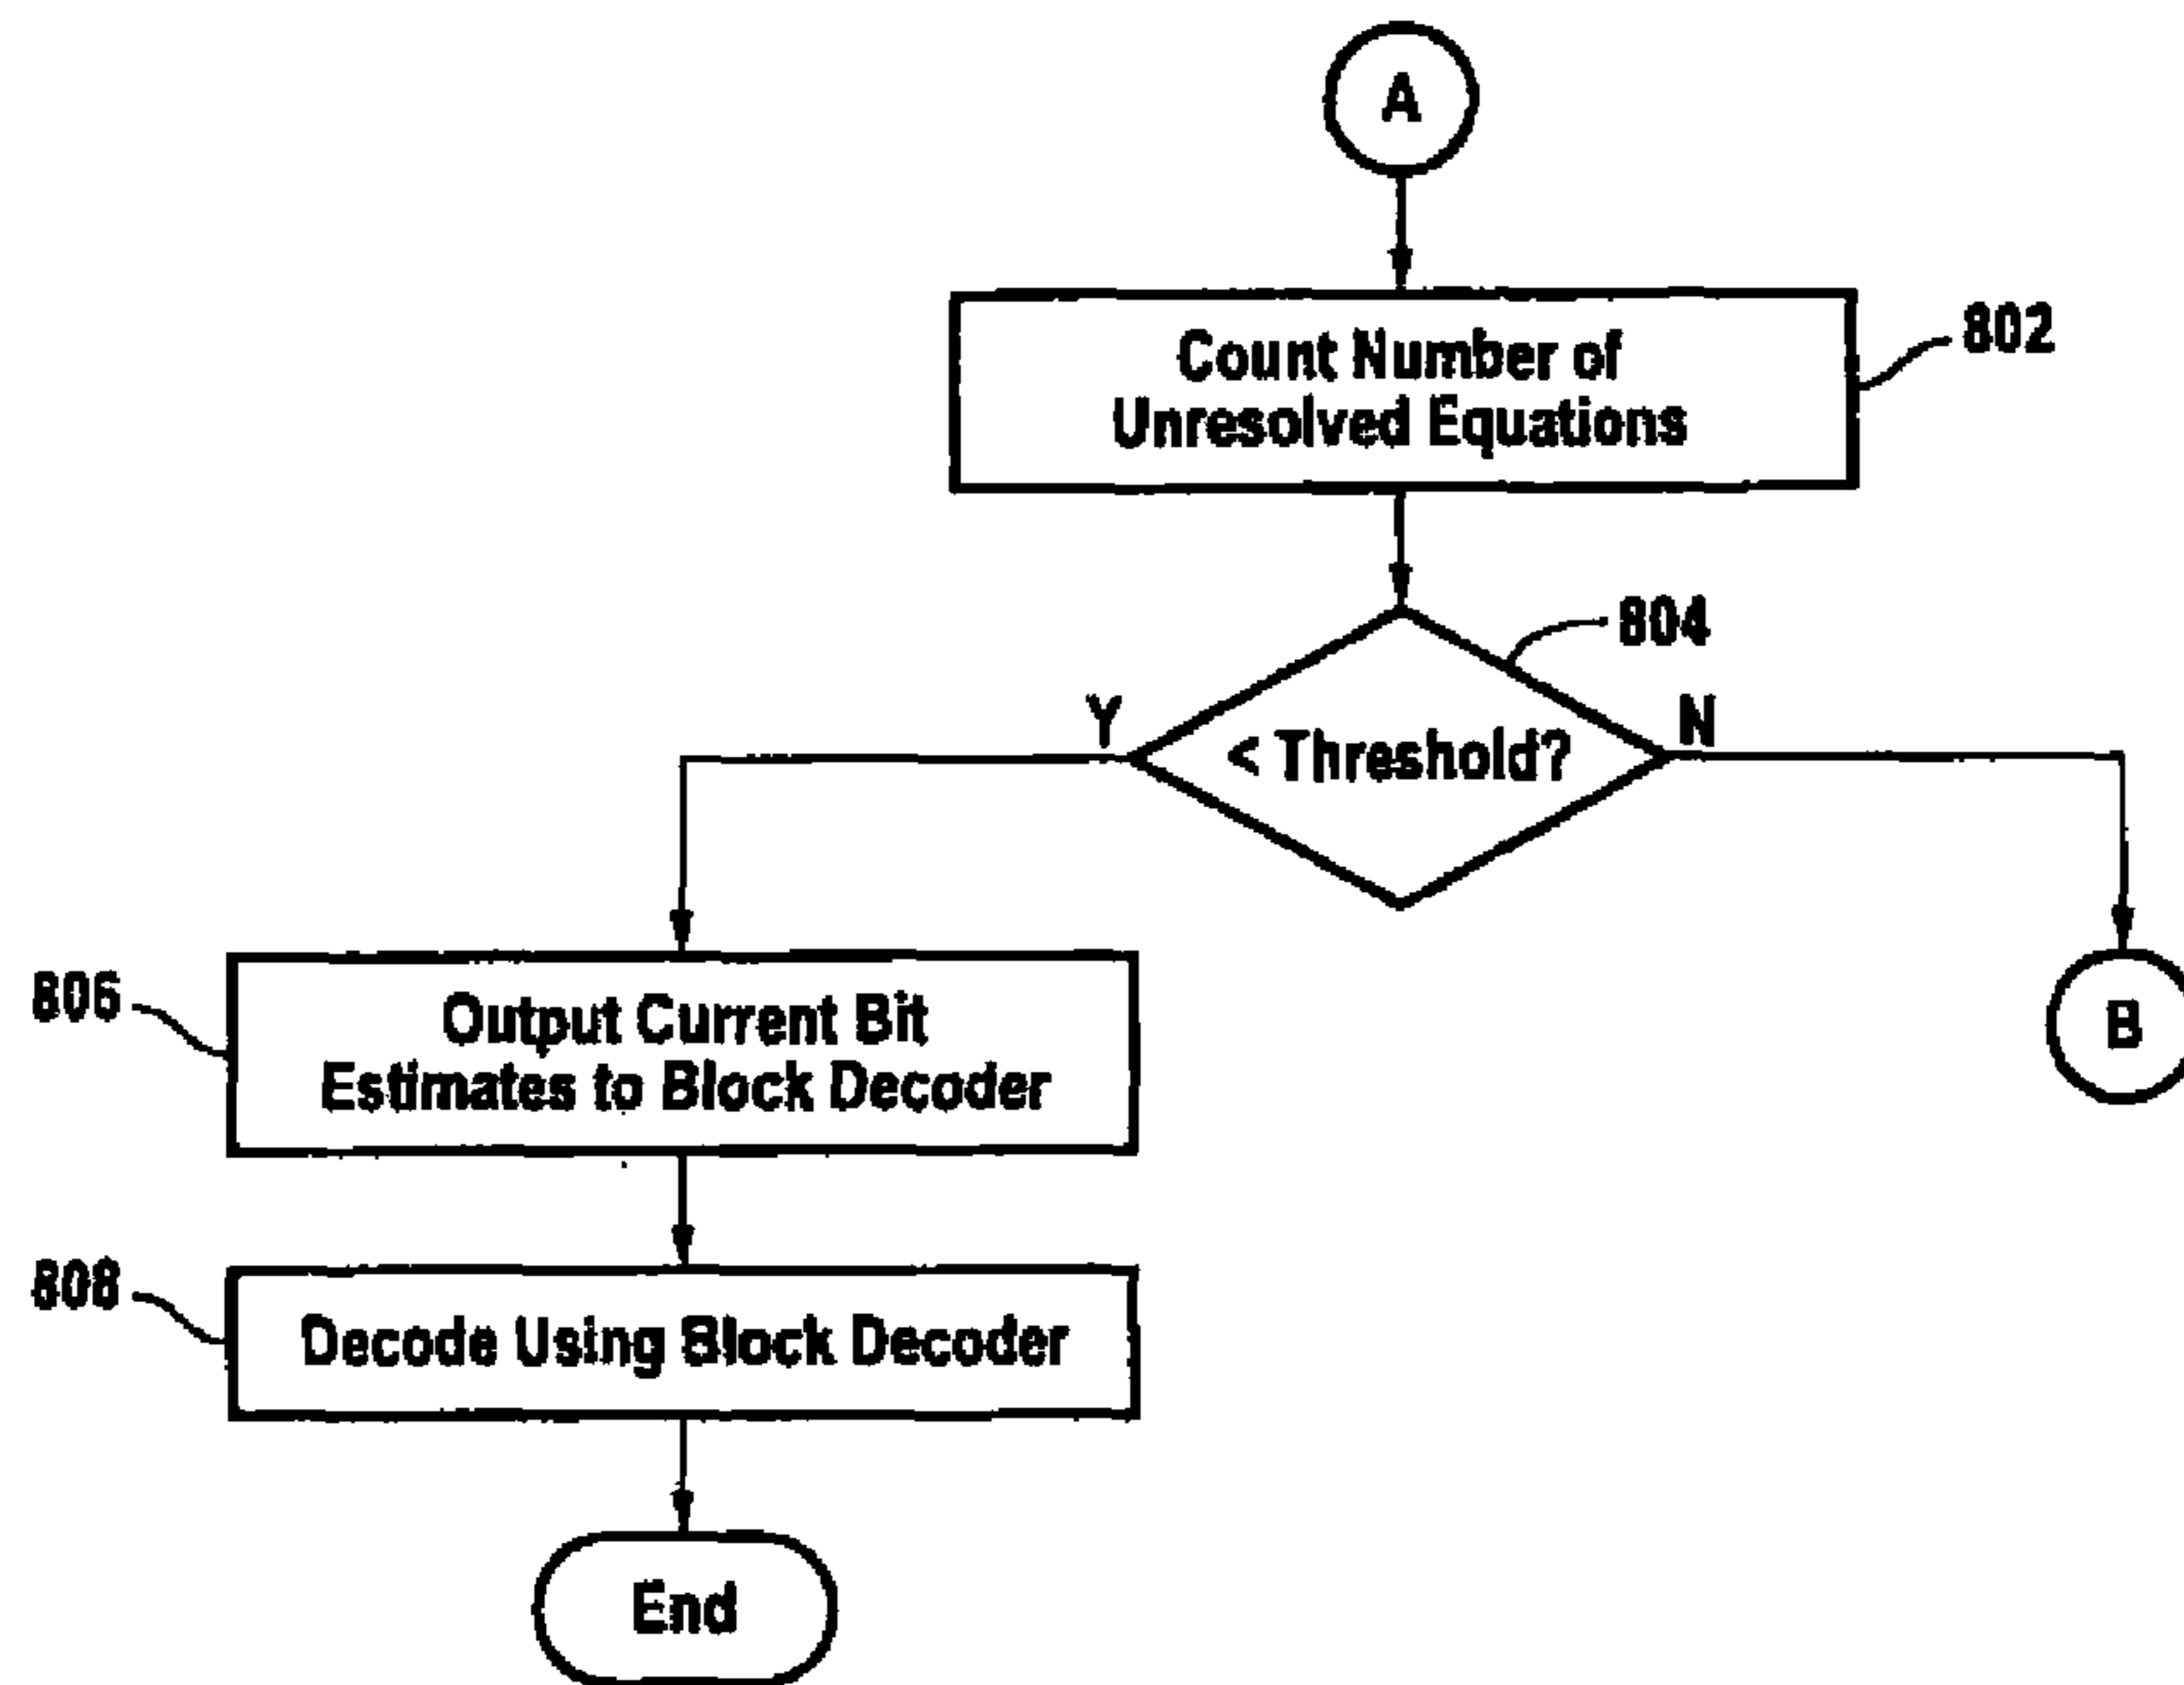 A
Count Number of
Unresolved Equations
802
804
Y
< Threshold?
N
806
Output Current Bit
Estimates to Block Decoder
B
808
Decode Using Block Decoder
End